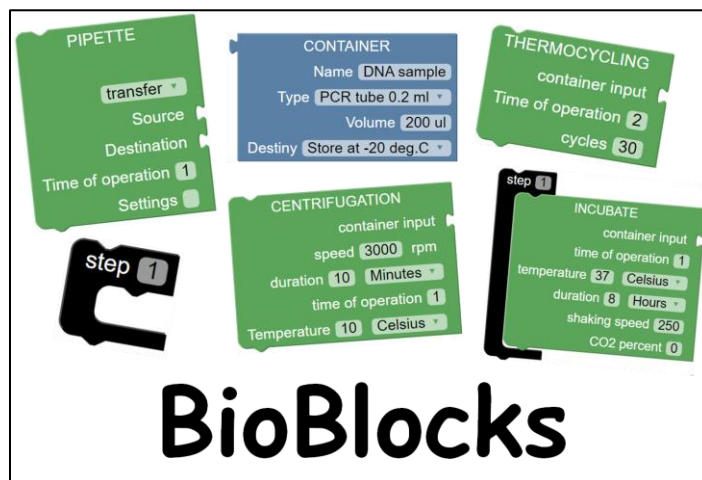 PIPETTE
transfer
Source
Destination
Time of operation 1
Settings
CONTAINER
Name DNA sample
Type PCR tube 0.2 ml
Volume 200 ul
Destiny Store at -20 deg.C
THERMOCYCLING
container input
Time of operation 2
cycles 30
step 1
CENTRIFUGATION
container input
speed 3000 rpm
duration 10 Minutes
time of operation 1
Temperature 10 Celsius
step 1
INCUBATE
container input
time of operation 1
temperature 37 Celsius
duration 8 Hours
shaking speed 250
CO2 percent 0
BioBlocks